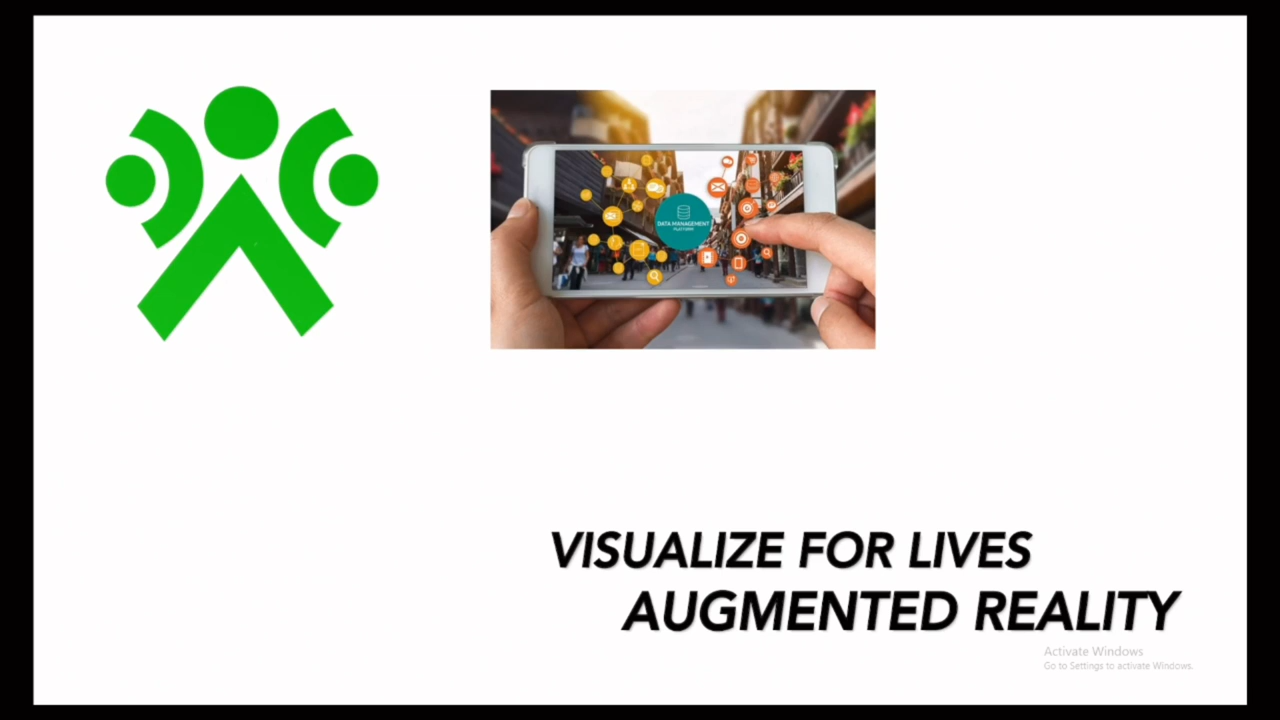 DATA MANAGEMENT
PLATFORM
VISUALIZE FOR LIVES
AUGMENTED REALITY
Activate Windows
Go to Settings to activate Windows.